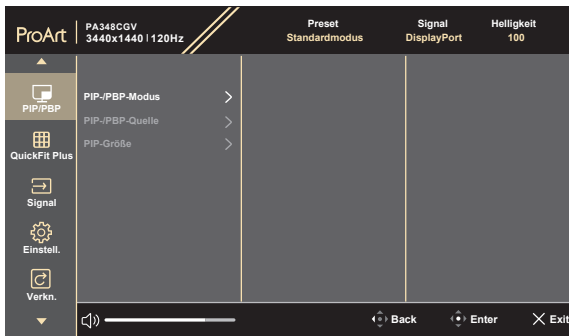 ProArt
PA348CGV
3440x1440 | 120Hz
Preset
Standardmodus
Signal
DisplayPort
Helligkeit
100
PIP/PBP
QuickFit Plus
Signal
Einstell.
Verkn.
PIP-/PBP-Modus
PIP-/PBP-Quelle
PIP-Größe
Back
Enter
Exit